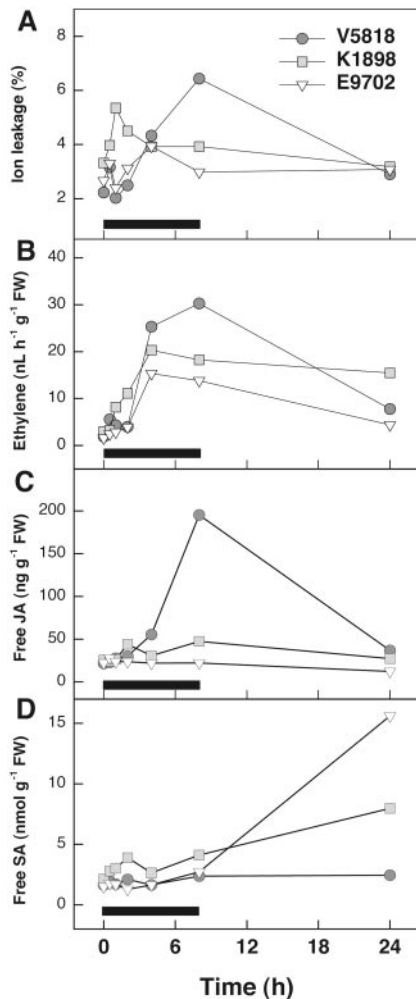 A
8
6
4
2
Ion leakage (%)
V5818
K1898
E9702
B
40
30
20
10
0
Ethylene (nL h⁻¹ g⁻¹ FW)
C
200
150
100
50
0
Free JA (ng g⁻¹ FW)
D
15
10
5
0
Free SA (nmol g⁻¹ FW)
0 6 12 18 24
Time (h)